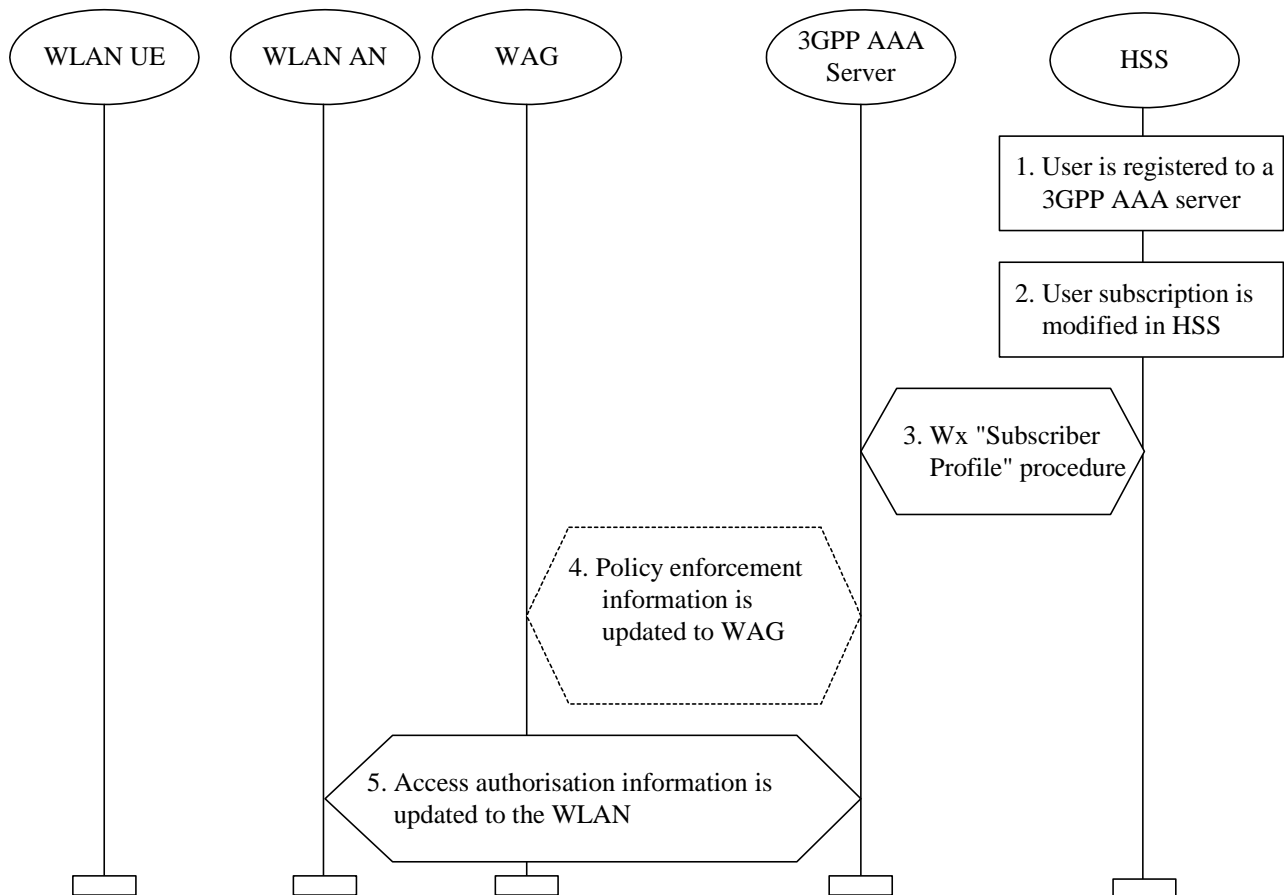 WLAN UE
WLAN AN
WAG
3GPP AAA
Server
HSS
1. User is registered to a
3GPP AAA server
2. User subscription is
modified in HSS
3. Wx "Subscriber
Profile" procedure
4. Policy enforcement
information is
updated to WAG
5. Access authorisation information is
updated to the WLAN